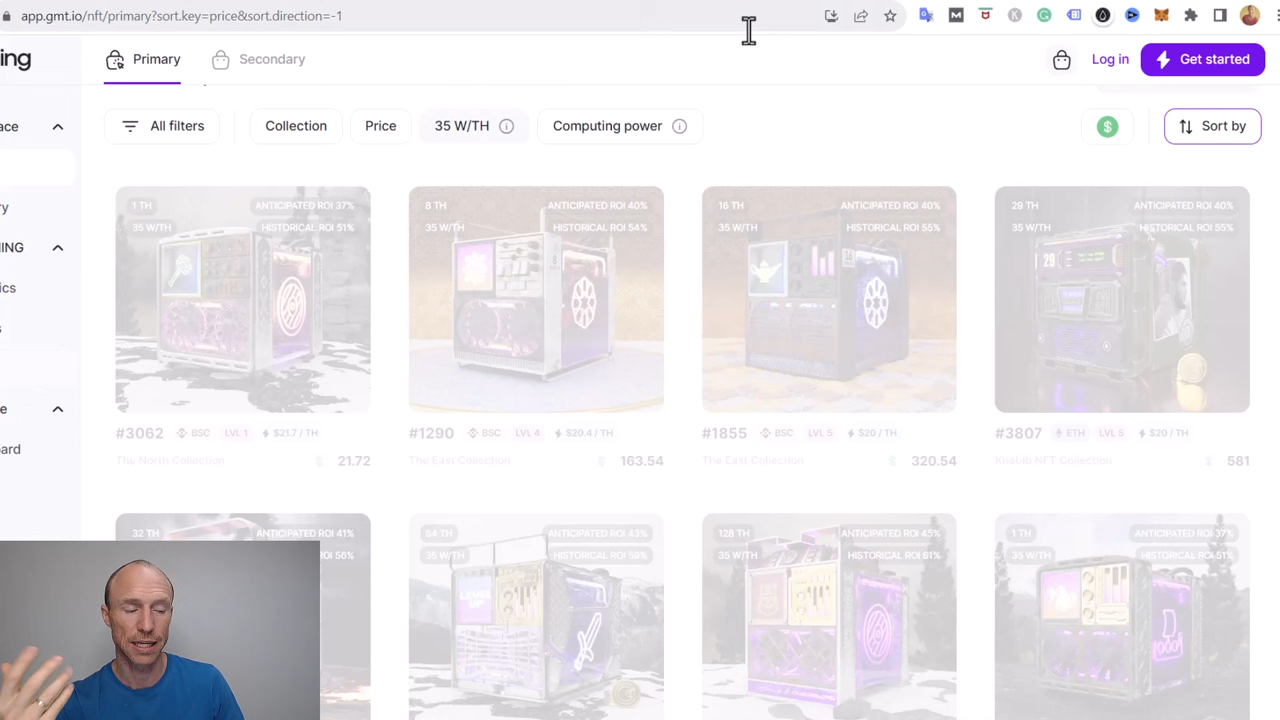 app.gmt.io/nft/primary?sort.key=price&sort.direction=-1
ing
Primary
Secondary
Log in
Get started
ace
ry
NING
ics
s
e
ard
All filters
Collection
Price
35 W/TH
Computing power
Sort by
1 TH ANTICIPATED ROI 37%
35 W/TH HISTORICAL ROI 51%
#3062 BSC LVL 1 $21.7 / TH
The North Collection 21.72
8 TH ANTICIPATED ROI 40%
35 W/TH HISTORICAL ROI 54%
#1290 BSC LVL 4 $20.4 / TH
The East Collection 163.54
16 TH ANTICIPATED ROI 40%
35 W/TH HISTORICAL ROI 55%
#1855 BSC LVL 5 $20 / TH
The East Collection 320.54
29 TH ANTICIPATED ROI 40%
35 W/TH HISTORICAL ROI 55%
29
#3807 ETH LVL 5 $20 / TH
Khabib NFT Collection 581
32 TH ANTICIPATED ROI 41%
HISTORICAL ROI 56%
64 TH ANTICIPATED ROI 43%
35 W/TH HISTORICAL ROI 59%
LEVEL UP
128 TH ANTICIPATED ROI 45%
35 W/TH HISTORICAL ROI 61%
1 TH ANTICIPATED ROI 37%
35 W/TH HISTORICAL ROI 51%